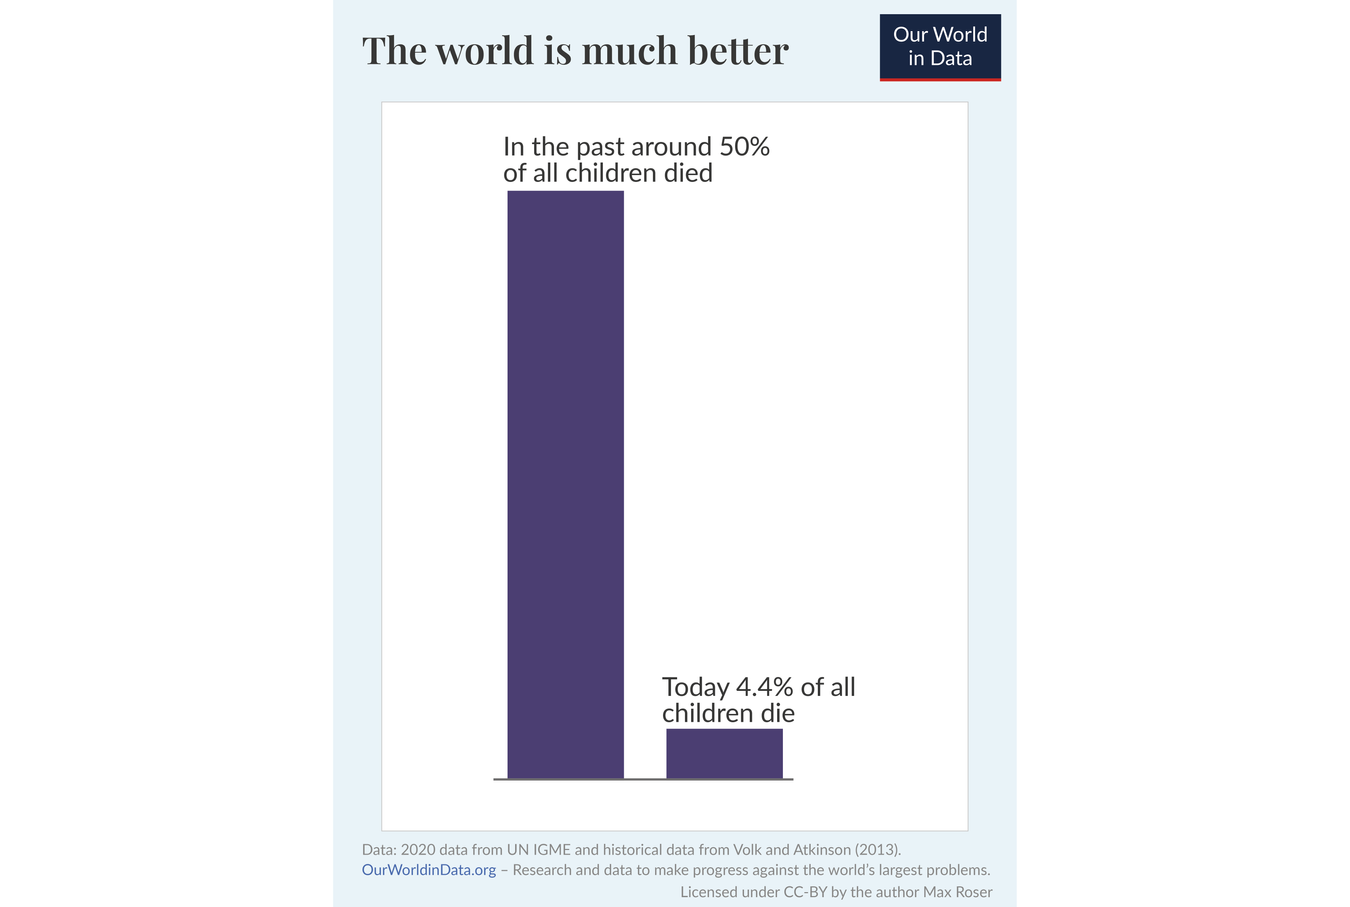 The world is much better
Our World
in Data
In the past around 50%
of all children died
Today 4.4% of all
children die
Data: 2020 data from UN IGME and historical data from Volk and Atkinson (2013).
OurWorldinData.org – Research and data to make progress against the world's largest problems.
Licensed under CC-BY by the author Max Roser